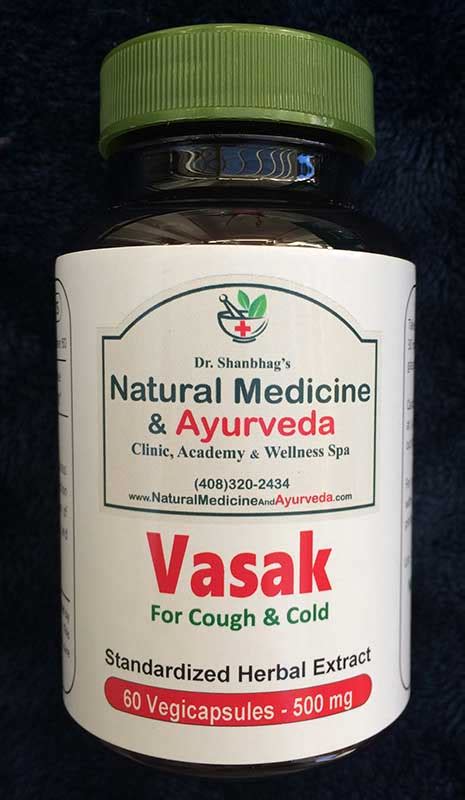 Dr. Shanbhag's
Natural Medicine
& Ayurveda
Clinic, Academy & Wellness Spa
(408)320-2434
www.NaturalMedicineAndAyurveda.com
Vasak
For Cough & Cold
Standardized Herbal Extract
60 Vegicapsules - 500 mg